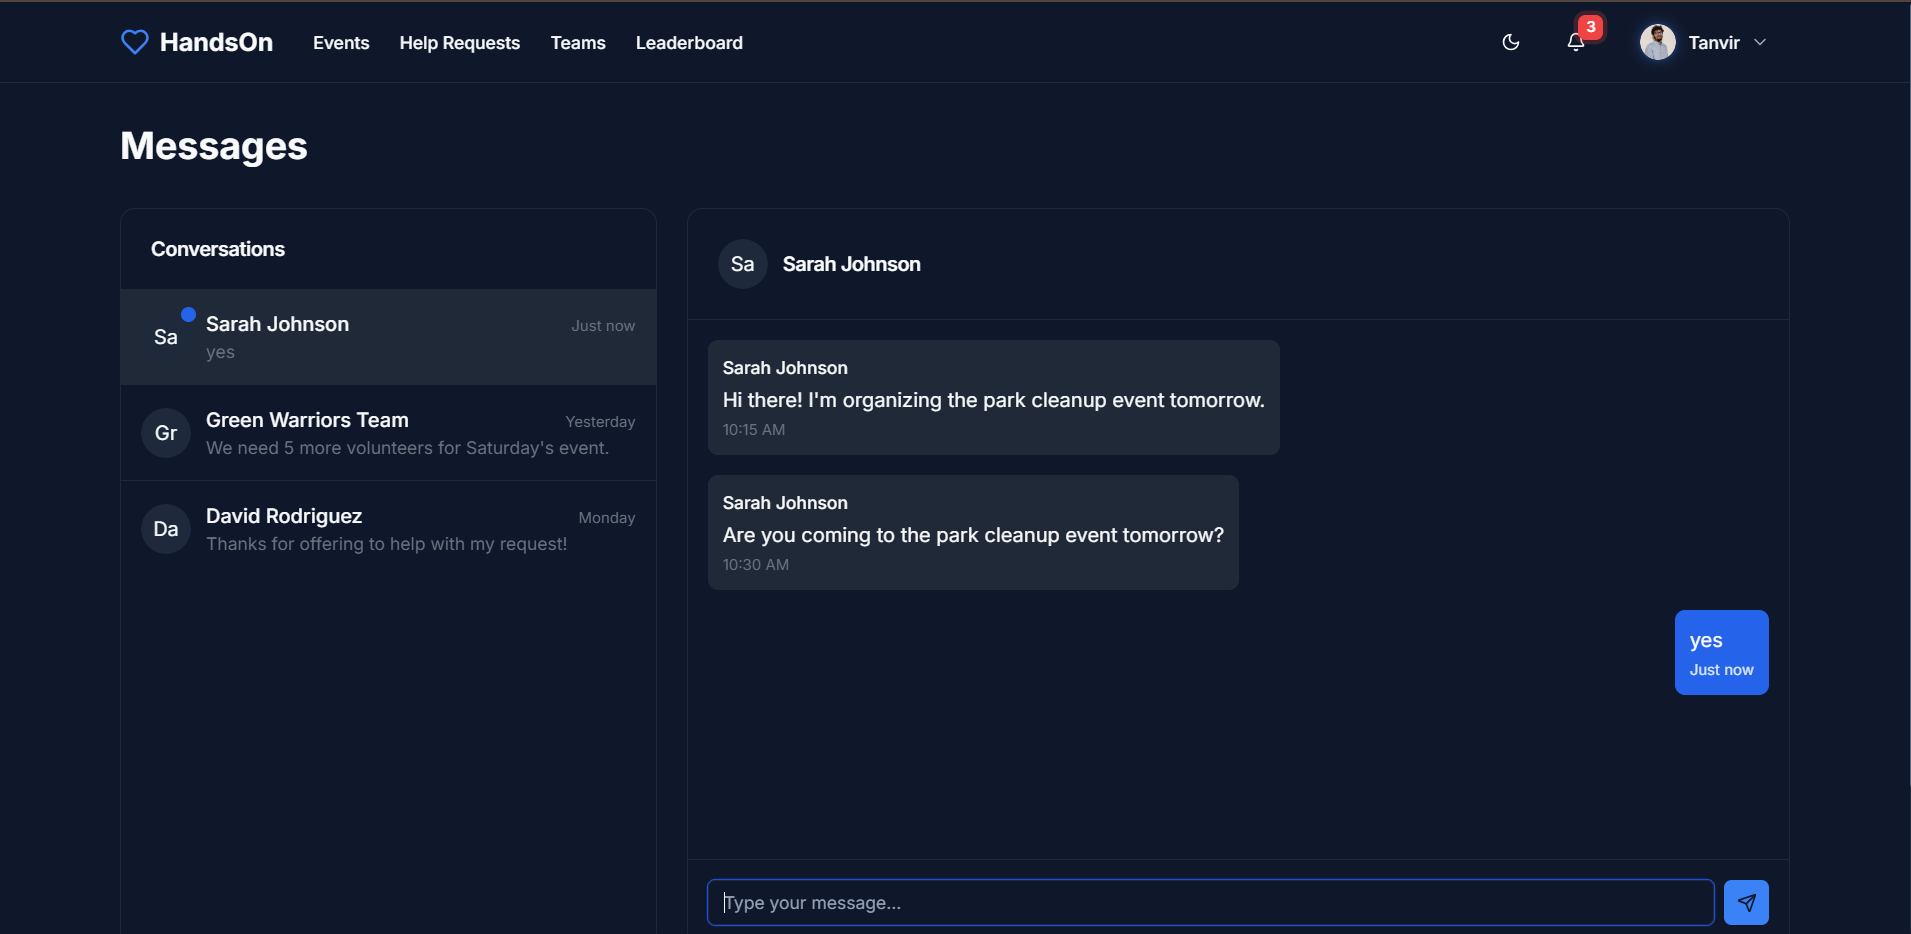 HandsOn
Events
Help Requests
Teams
Leaderboard
3
Tanvir
Messages
Conversations
Sa
Sarah Johnson
Just now
yes
Gr
Green Warriors Team
Yesterday
We need 5 more volunteers for Saturday's event.
Da
David Rodriguez
Monday
Thanks for offering to help with my request!
Sa
Sarah Johnson
Sarah Johnson
Hi there! I'm organizing the park cleanup event tomorrow.
10:15 AM
Sarah Johnson
Are you coming to the park cleanup event tomorrow?
10:30 AM
yes
Just now
Type your message...